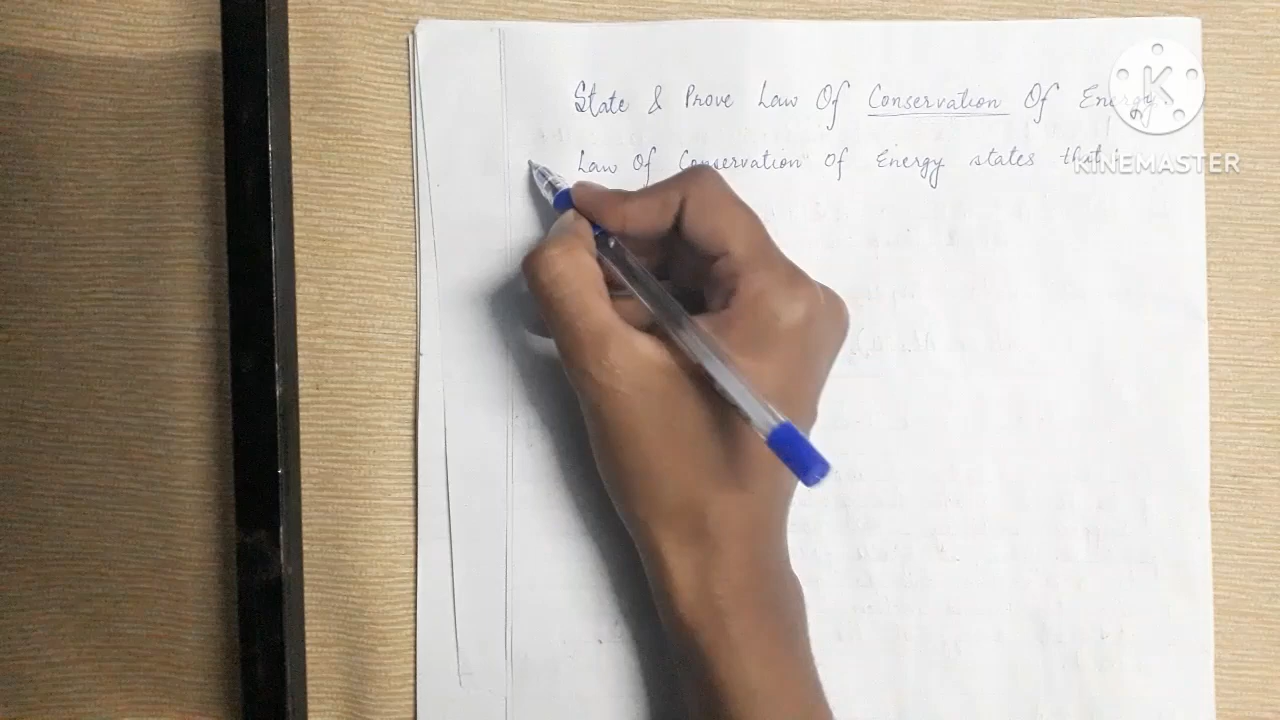 State & Prove Law Of Conservation Of Energy.
Law Of Conservation Of Energy states that
K
KINEMASTER